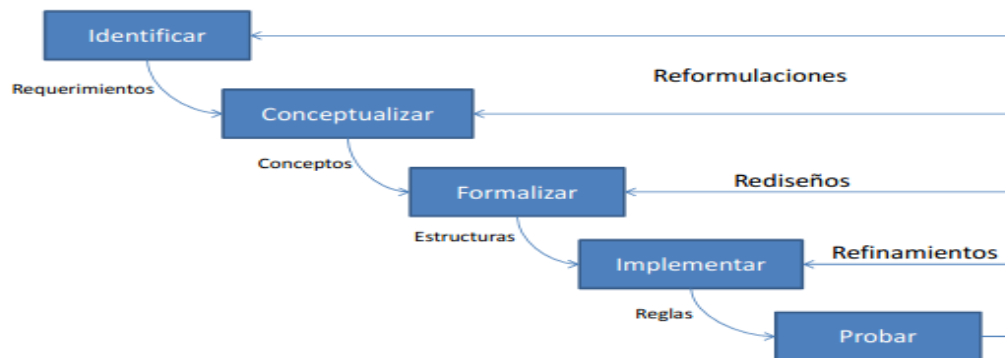 Identificar
Requerimientos
Reformulaciones
Conceptualizar
Conceptos
Formalizar
Rediseños
Estructuras
Implementar
Refinamientos
Reglas
Probar